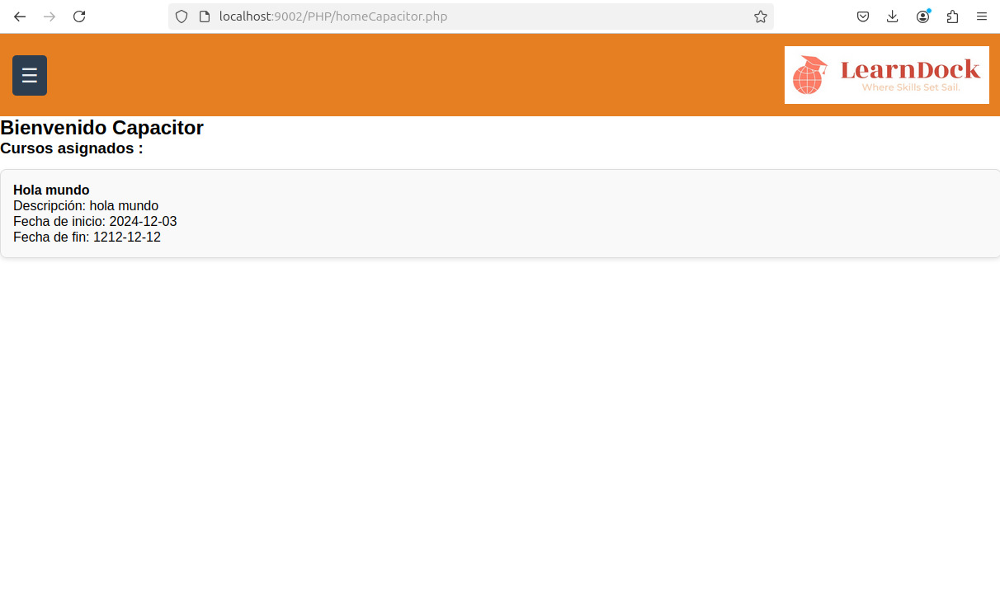 localhost:9002/PHP/homeCapacitor.php
☰
LearnDock
Where Skills Set Sail.
Bienvenido Capacitor
Cursos asignados :
Hola mundo
Descripción: hola mundo
Fecha de inicio: 2024-12-03
Fecha de fin: 1212-12-12